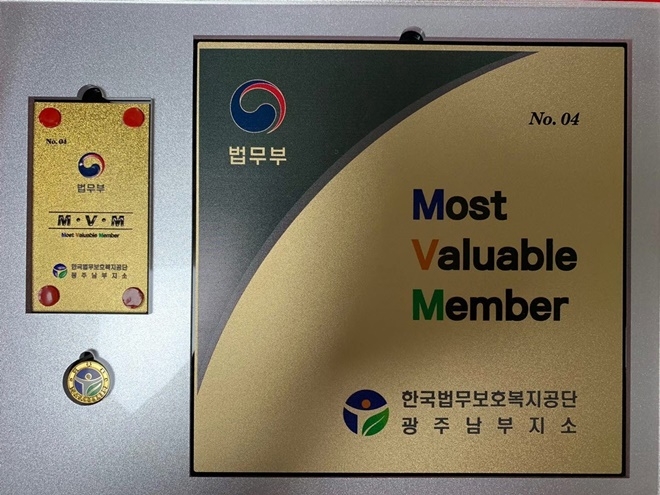 No. 04
법무부
M·V·M
Most Valuable Member
한국법무보호복지공단
광주남부지소
법무부
No. 04
Most
Valuable
Member
한국법무보호복지공단
광주남부지소